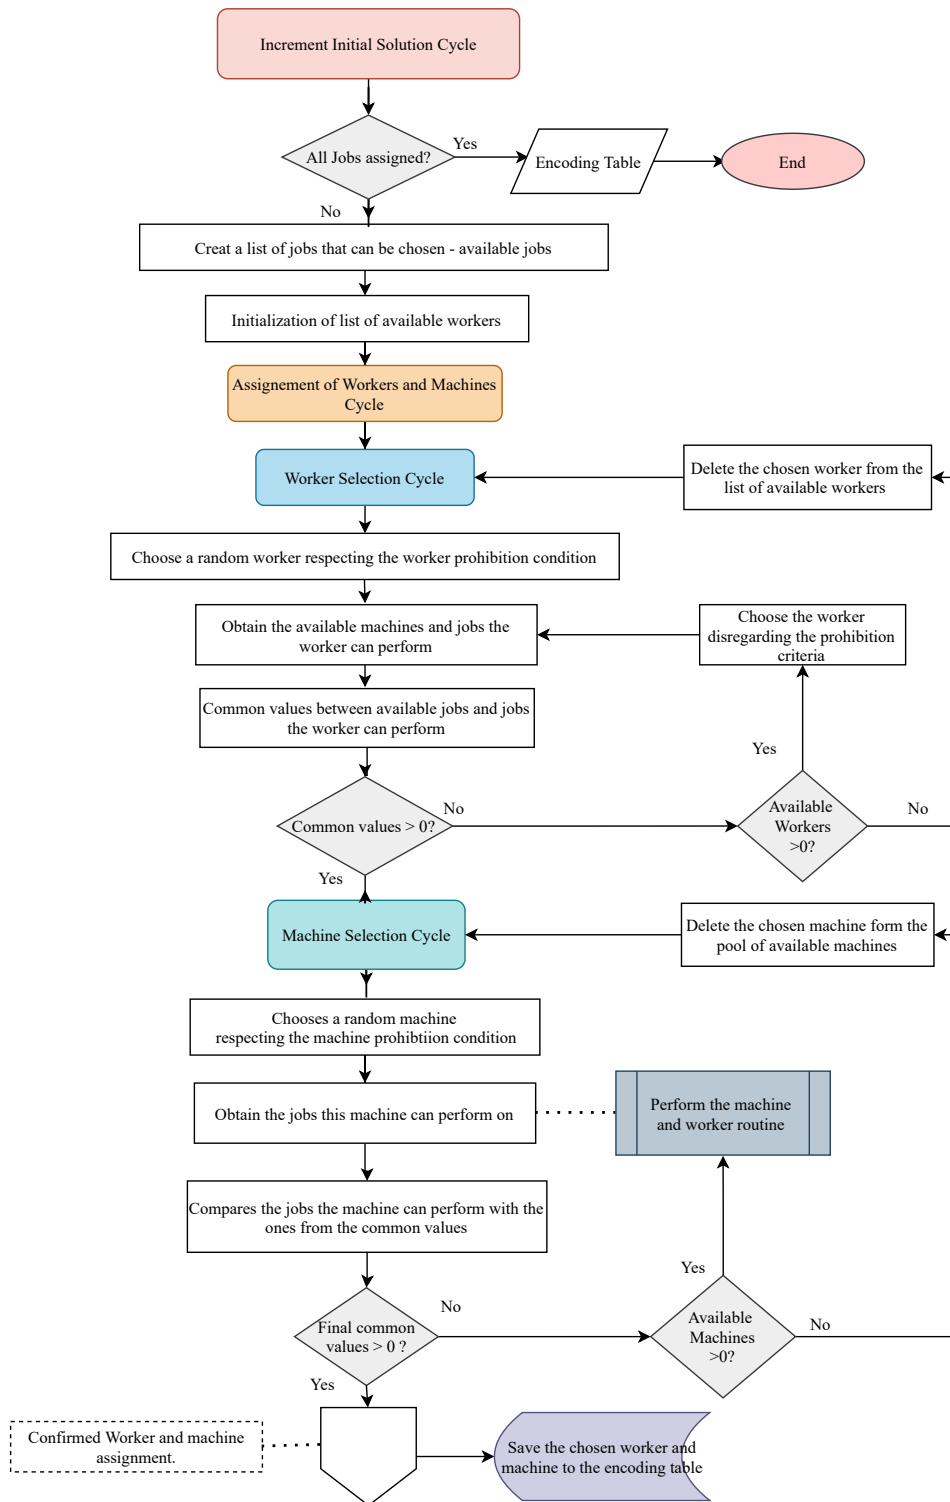 Increment Initial Solution Cycle
All Jobs assigned?
Yes
Encoding Table
End
No
Creat a list of jobs that can be chosen - available jobs
Initialization of list of available workers
Assignement of Workers and Machines
Cycle
Worker Selection Cycle
Delete the chosen worker from the
list of available workers
Choose a random worker respecting the worker prohibition condition
Obtain the available machines and jobs the
worker can perform
Choose the worker
disregarding the prohibition
criteria
Common values between available jobs and jobs
the worker can perform
Yes
Common values > 0?
No
Available
Workers
>0?
No
Yes
Machine Selection Cycle
Delete the chosen machine form the
pool of available machines
Chooses a random machine
respecting the machine prohibtiion condition
Obtain the jobs this machine can perform on
Perform the machine
and worker routine
Compares the jobs the machine can perform with the
ones from the common values
Yes
Final common
values > 0 ?
No
Available
Machines
>0?
No
Yes
Confirmed Worker and machine
assignment.
Save the chosen worker and
machine to the encoding table